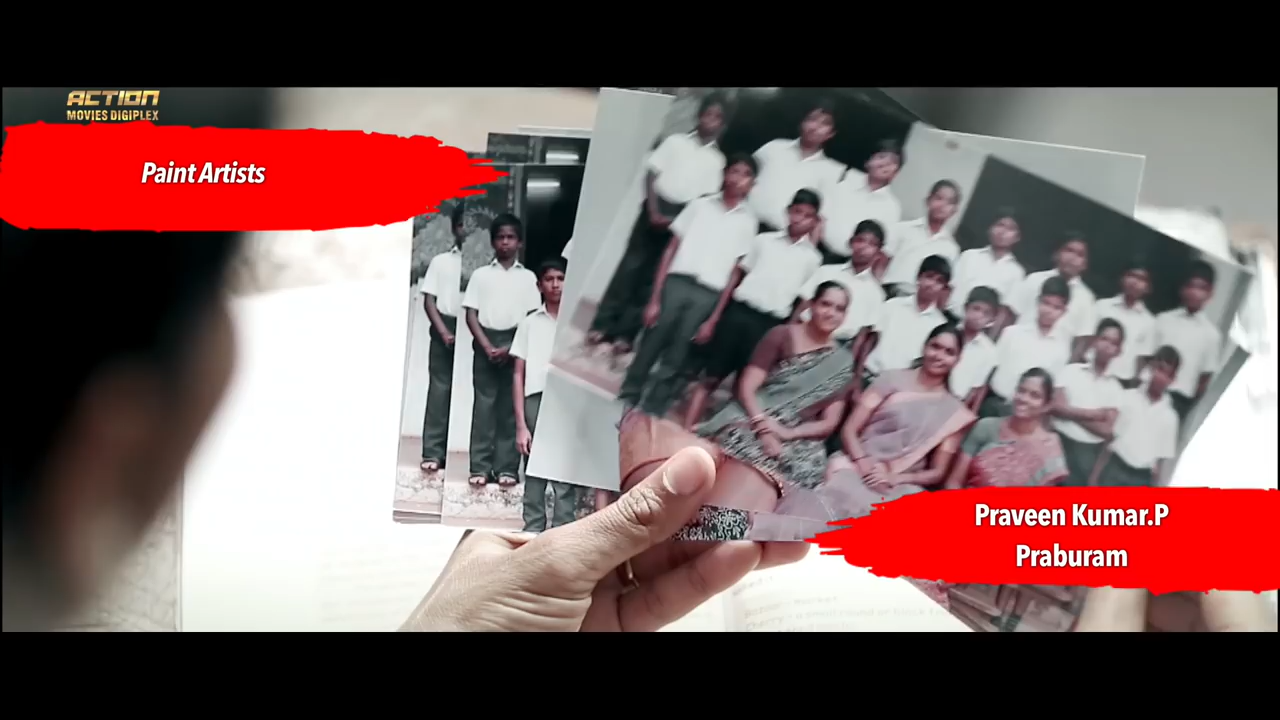 ACTION
MOVIES DIGIPLEX
Paint Artists
Praveen Kumar.P
Praburam